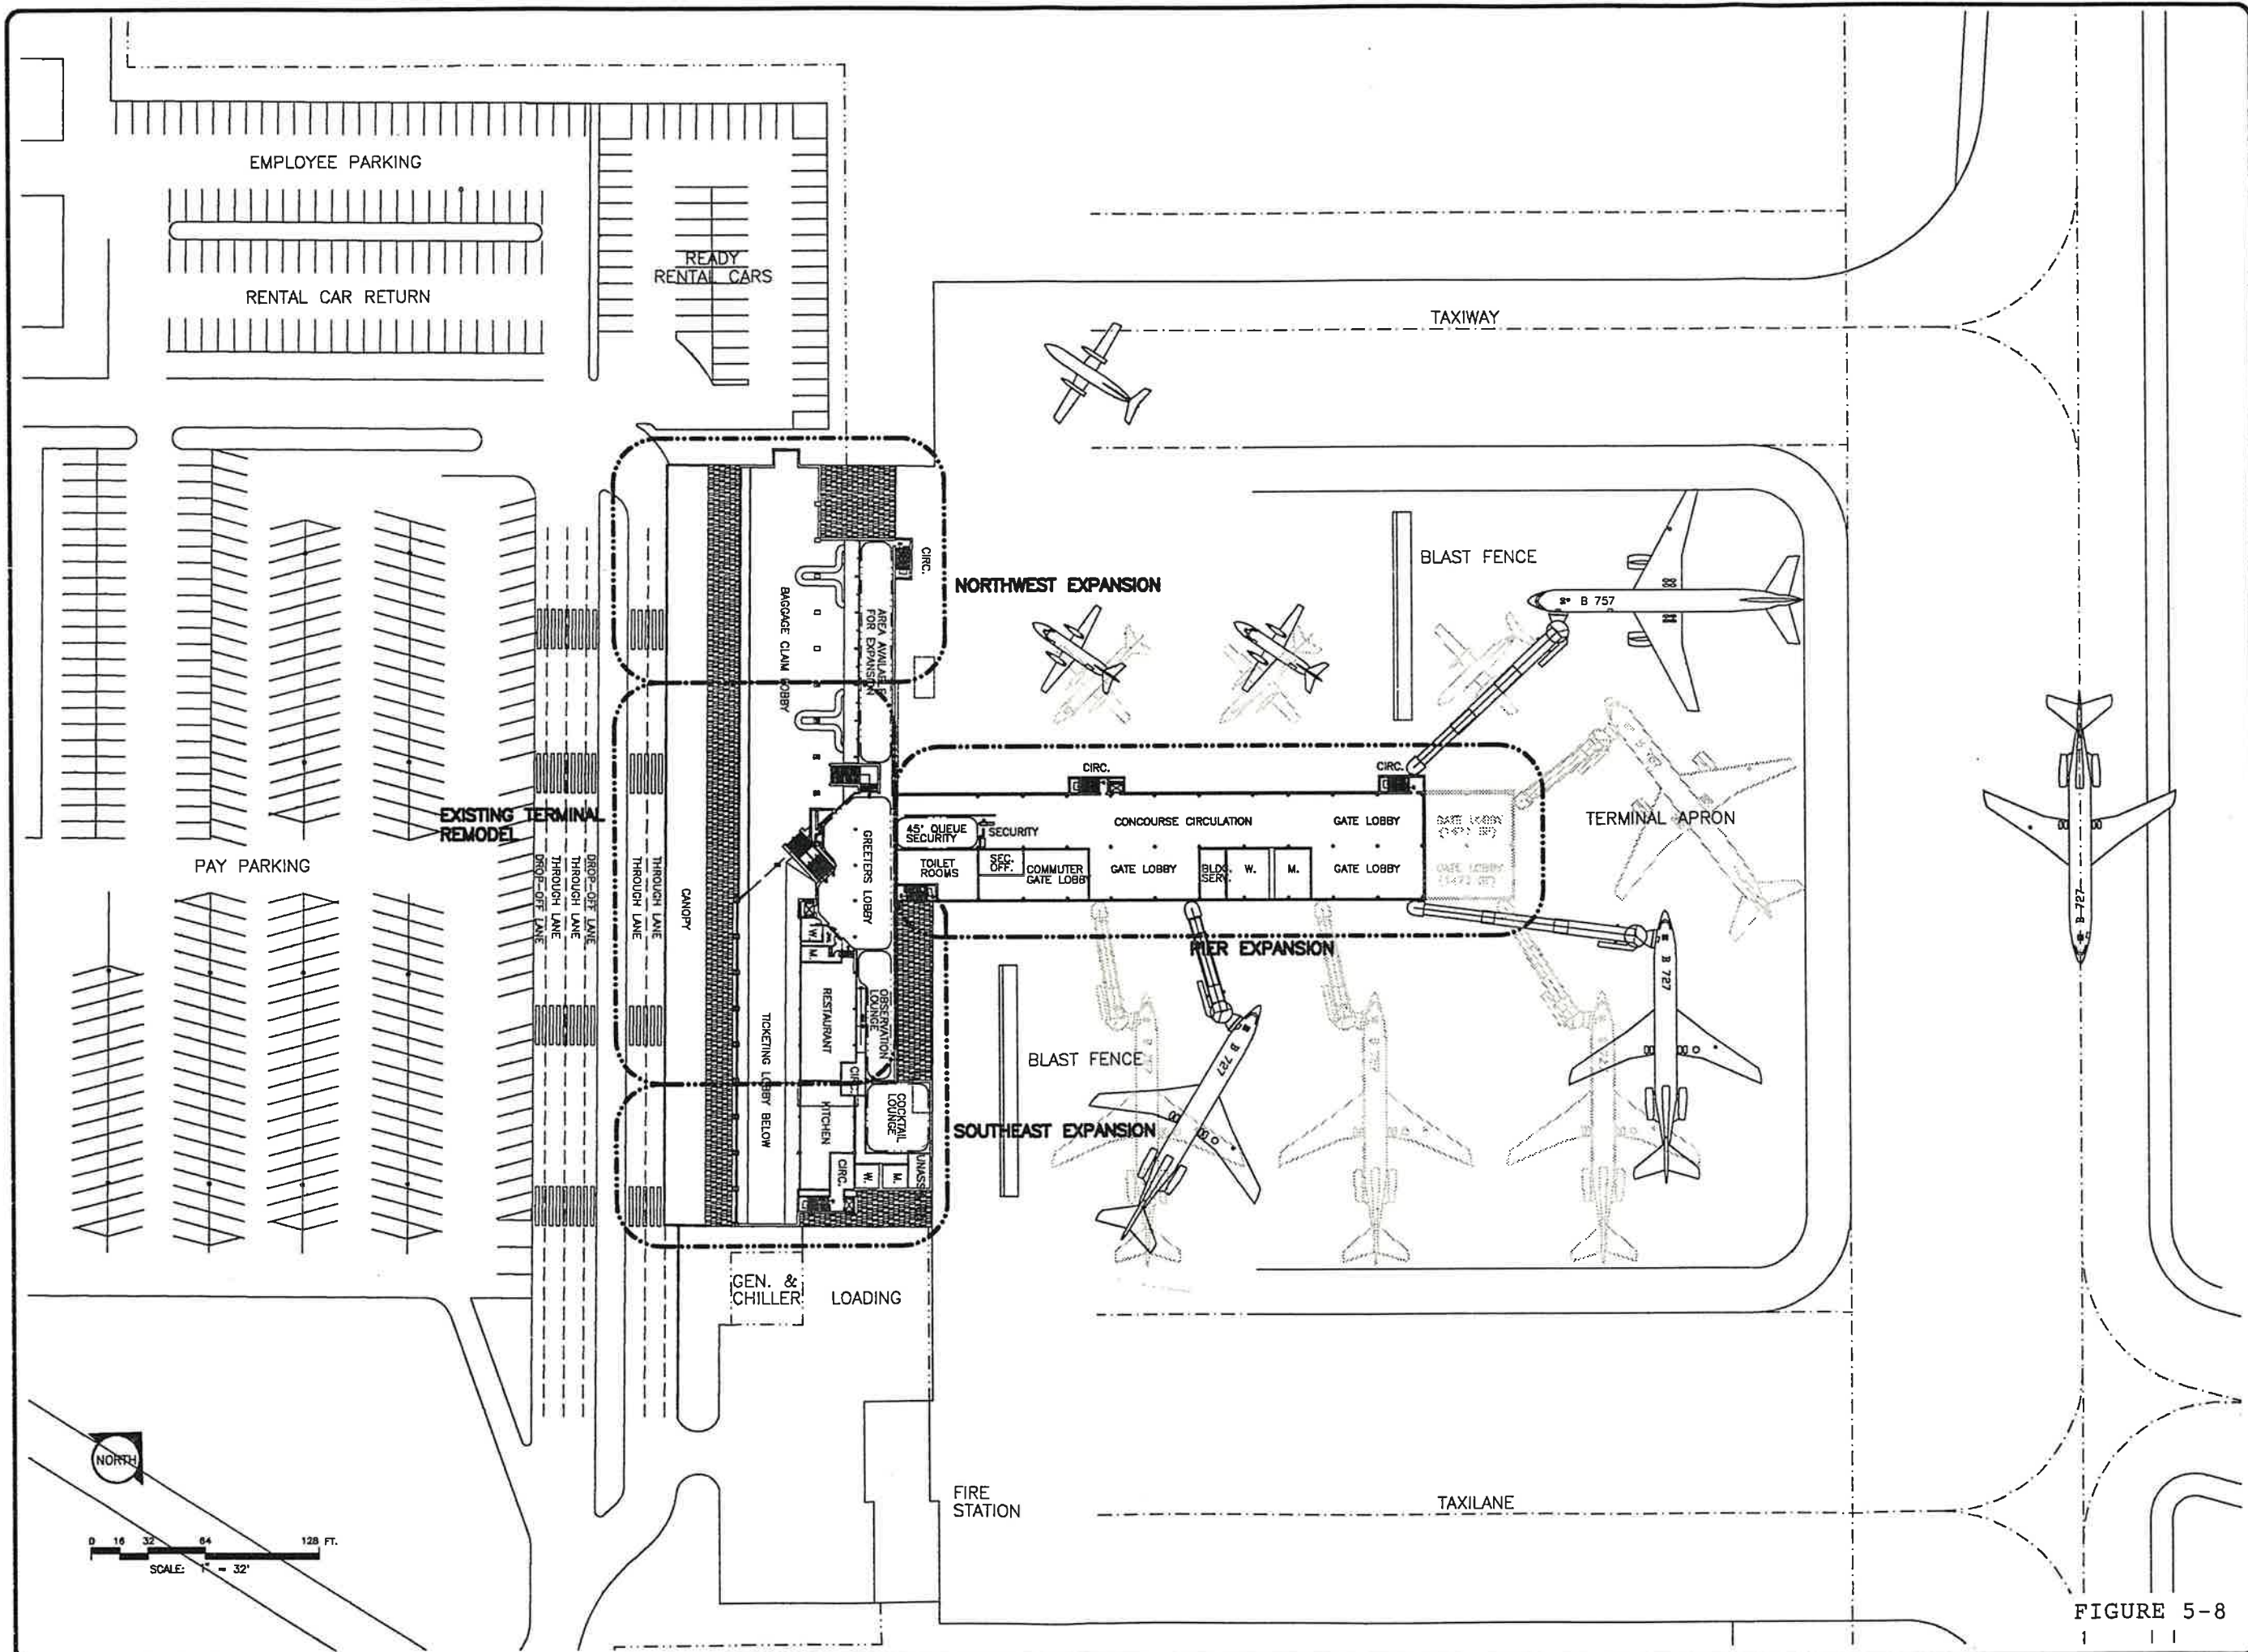 EMPLOYEE PARKING
READY
RENTAL CARS
RENTAL CAR RETURN
TAXIWAY
CIRC.
BLAST FENCE
NORTHWEST EXPANSION
B 757
BAGGAGE CLAIM LOBBY
AREA AVAILABLE
FOR EXPANSION
CIRC.
CIRC.
EXISTING TERMINAL
REMODEL
45' QUEUE
SECURITY
SECURITY
CONCOURSE CIRCULATION
GATE LOBBY
GATE LOBBY
TERMINAL APRON
PAY PARKING
DROP-OFF LANE
THROUGH LANE
THROUGH LANE
DROP-OFF LANE
THROUGH LANE
THROUGH LANE
CANOPY
GREETERS LOBBY
TOILET
ROOMS
SEC.
OFF.
COMMUTER
GATE LOBBY
GATE LOBBY
BLDG.
SERV.
W.
M.
GATE LOBBY
GATE LOBBY
B 727
W.
M.
PIER EXPANSION
B 727
RESTAURANT
OBSERVATION
LOUNGE
TICKETING LOBBY BELOW
BLAST FENCE
B 727
KITCHEN
COCKTAIL
LOUNGE
SOUTHEAST EXPANSION
CIRC.
W.
M.
GEN. &
CHILLER
LOADING
NORTH
FIRE
STATION
TAXILANE
0 16 32 64 128 FT.
SCALE: 1" = 32'
FIGURE 5-8